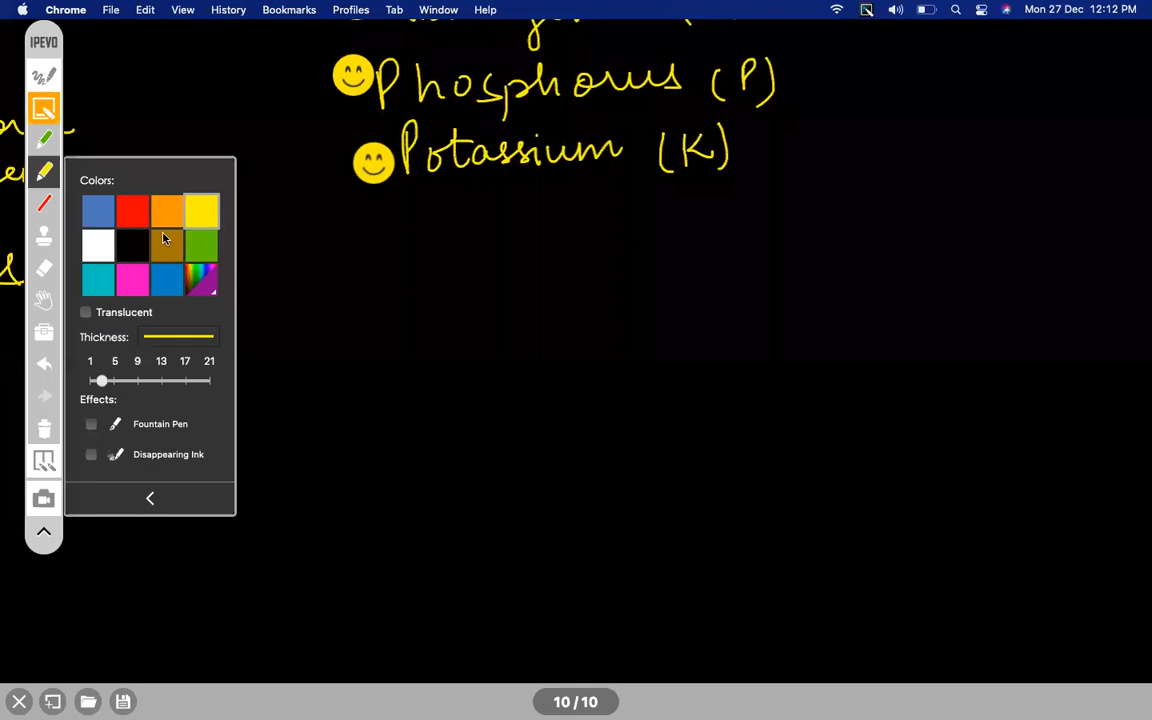 Chrome File Edit View History Bookmarks Profiles Tab Window Help Mon 27 Dec 12:12 PM
IPEVO
Phosphorus (P)
Potassium (K)
Colors:
Translucent
Thickness:
1 5 9 13 17 21
Effects:
Fountain Pen
Disappearing Ink
10/10